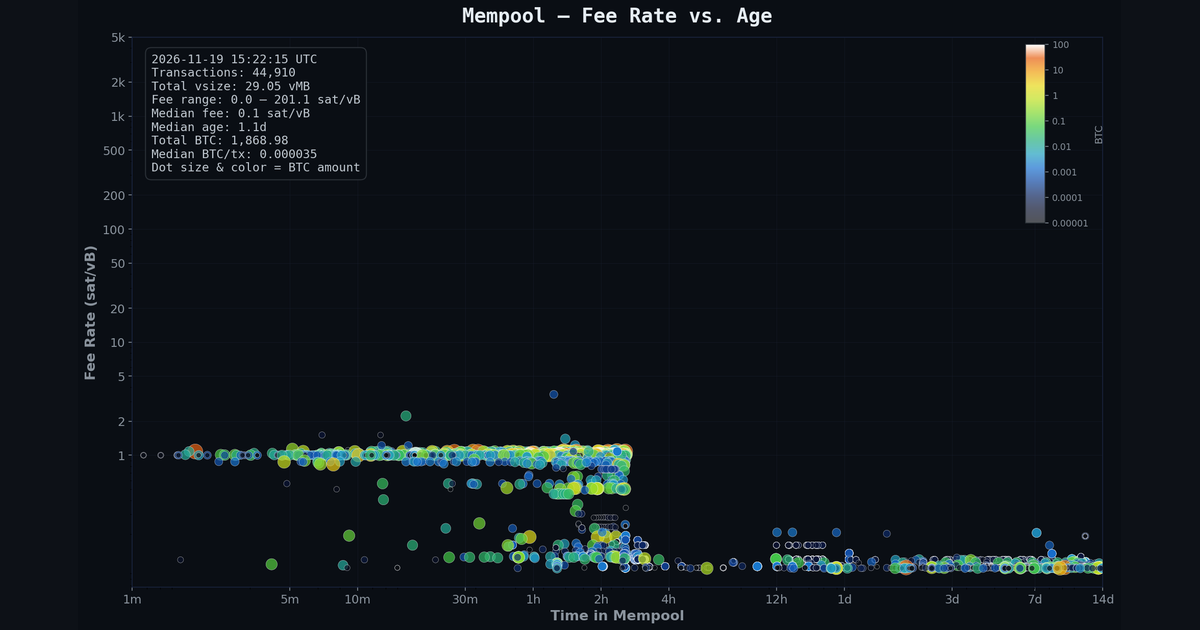 Mempool — Fee Rate vs. Age
2026-11-19 15:22:15 UTC
Transactions: 44,910
Total vsize: 29.05 vMB
Fee range: 0.0 — 201.1 sat/vB
Median fee: 0.1 sat/vB
Median age: 1.1d
Total BTC: 1,868.98
Median BTC/tx: 0.000035
Dot size & color = BTC amount
5k
2k
1k
500
200
100
50
20
10
5
2
1
Fee Rate (sat/vB)
100
10
1
0.1
0.01
0.001
0.0001
0.00001
BTC
1m
5m
10m
30m
1h
2h
4h
12h
1d
3d
7d
14d
Time in Mempool